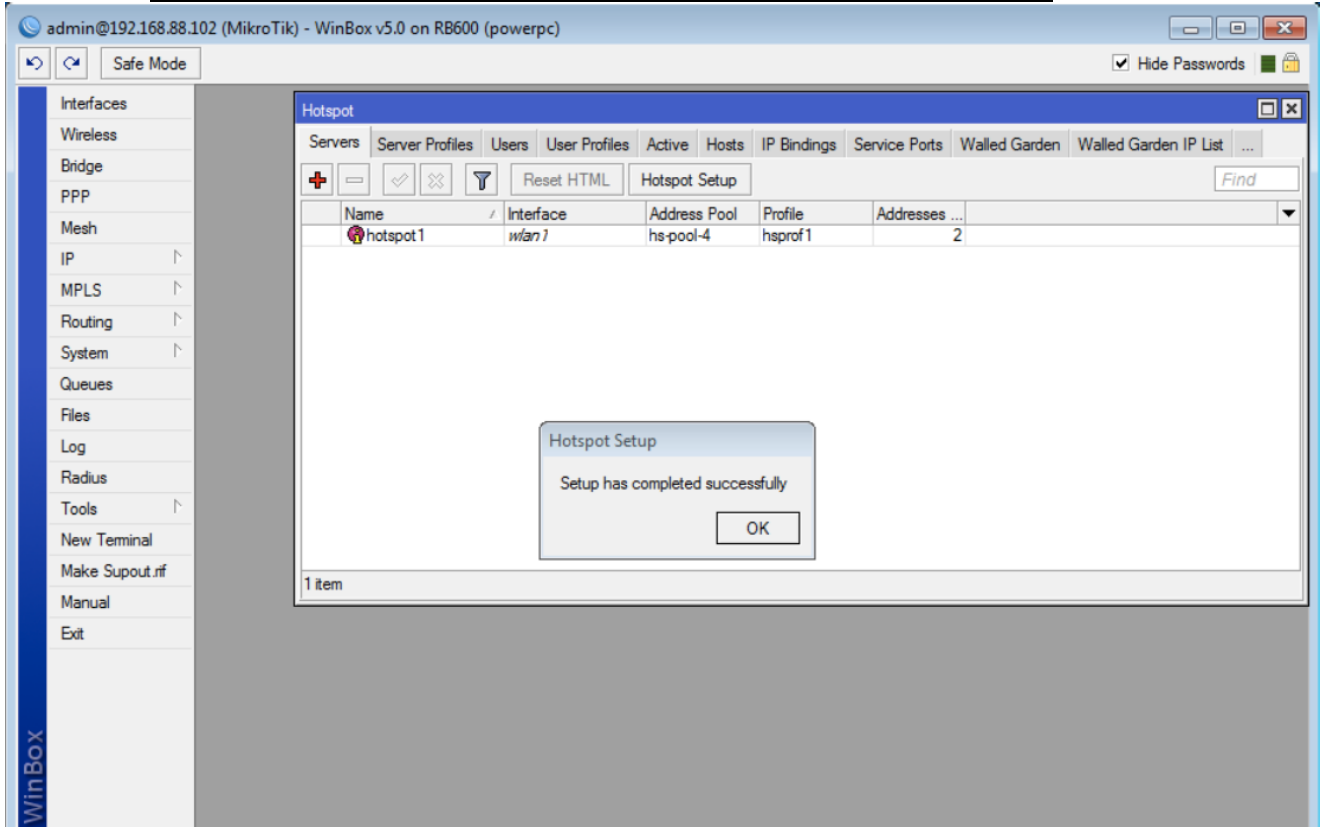 admin@192.168.88.102 (MikroTik) - WinBox v5.0 on RB600 (powerpc)
Safe Mode
Hide Passwords
Interfaces
Wireless
Bridge
PPP
Mesh
IP
MPLS
Routing
System
Queues
Files
Log
Radius
Tools
New Terminal
Make Supout.rif
Manual
Exit
WinBox
Hotspot
Servers Server Profiles Users User Profiles Active Hosts IP Bindings Service Ports Walled Garden Walled Garden IP List ...
Reset HTML Hotspot Setup Find
Name Interface Address Pool Profile Addresses ...
hotspot1 wlan1 hs-pool-4 hsprof1 2
Hotspot Setup
Setup has completed successfully
OK
1 item